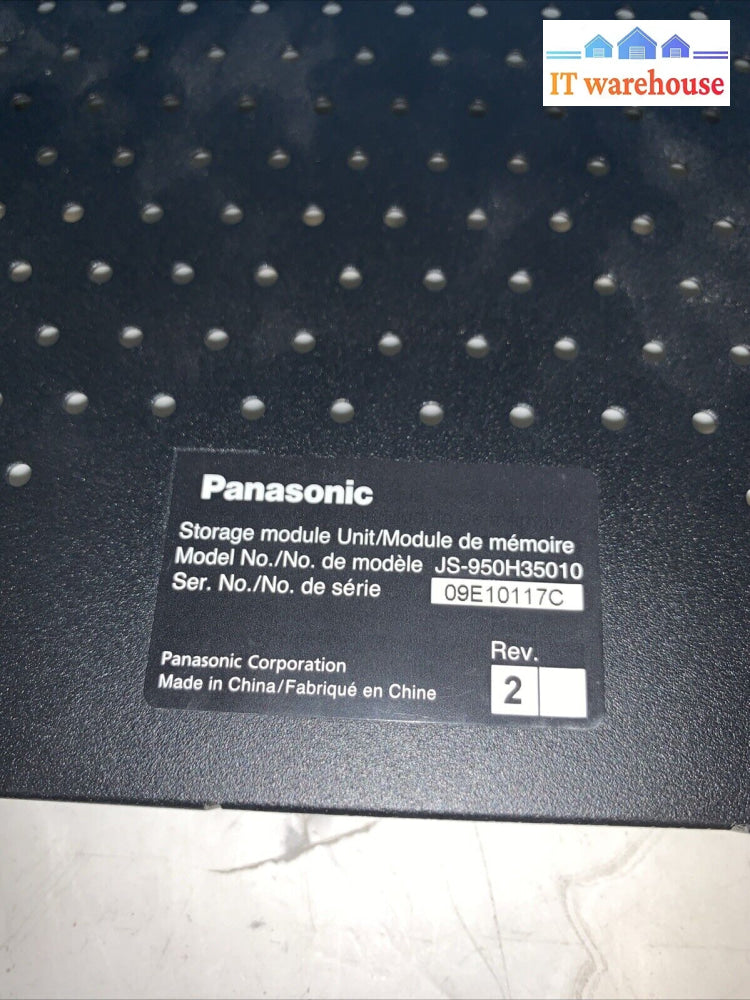 IT warehouse
Panasonic
Storage module Unit/Module de mémoire
Model No./No. de modèle JS-950H35010
Ser. No./No. de série 09E10117C
Rev.
Panasonic Corporation
Made in China/Fabriqué en Chine
2